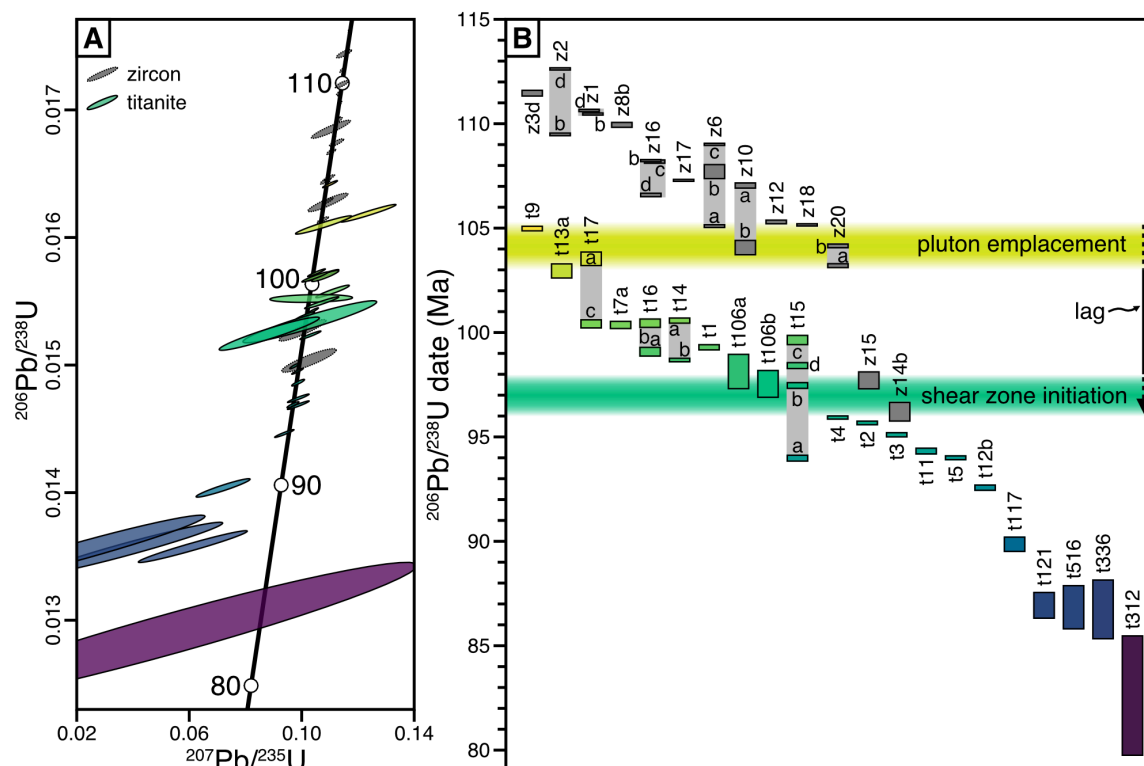 A
zircon
titanite
110
100
90
80
0.017
0.016
0.015
0.014
0.013
²⁰⁶Pb/²³⁸U
0.02
0.06
0.10
0.14
²⁰⁷Pb/²³⁵U
B
115
110
105
100
95
90
85
80
²⁰⁶Pb/²³⁸U date (Ma)
z3d
z2
d
b
d
z1
b
z8b
z16
b
c
d
z17
z6
c
b
a
z10
a
b
z12
z18
z20
b
a
pluton emplacement
t9
t13a
t17
a
c
t7a
t16
b
a
t14
a
b
t1
t106a
t106b
t15
c
d
b
a
lag
z15
z14b
shear zone initiation
t4
t2
t3
t11
t5
t12b
t117
t121
t516
t336
t312